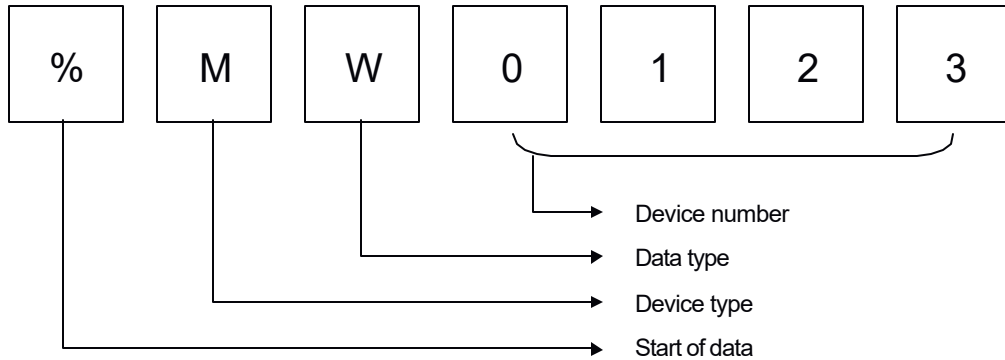 % M W 0 1 2 3
Device number
Data type
Device type
Start of data